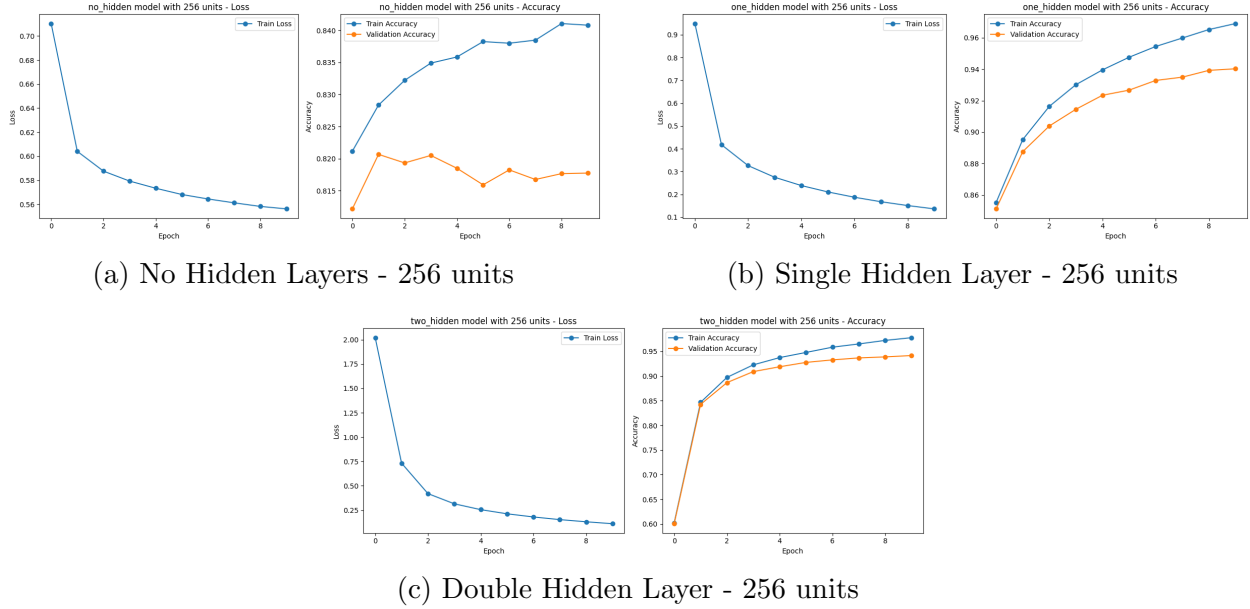 no_hidden model with 256 units - Loss
Train Loss
0.70
0.68
0.66
0.64
0.62
0.60
0.58
0.56
Loss
0 2 4 6 8
Epoch
no_hidden model with 256 units - Accuracy
Train Accuracy
Validation Accuracy
0.840
0.835
0.830
0.825
0.820
0.815
Accuracy
0 2 4 6 8
Epoch
(a) No Hidden Layers - 256 units
one_hidden model with 256 units - Loss
Train Loss
0.9
0.8
0.7
0.6
0.5
0.4
0.3
0.2
0.1
Loss
0 2 4 6 8
Epoch
one_hidden model with 256 units - Accuracy
Train Accuracy
Validation Accuracy
0.96
0.94
0.92
0.90
0.88
0.86
Accuracy
0 2 4 6 8
Epoch
(b) Single Hidden Layer - 256 units
two_hidden model with 256 units - Loss
Train Loss
2.00
1.75
1.50
1.25
1.00
0.75
0.50
0.25
Loss
0 2 4 6 8
Epoch
two_hidden model with 256 units - Accuracy
Train Accuracy
Validation Accuracy
0.95
0.90
0.85
0.80
0.75
0.70
0.65
0.60
Accuracy
0 2 4 6 8
Epoch
(c) Double Hidden Layer - 256 units